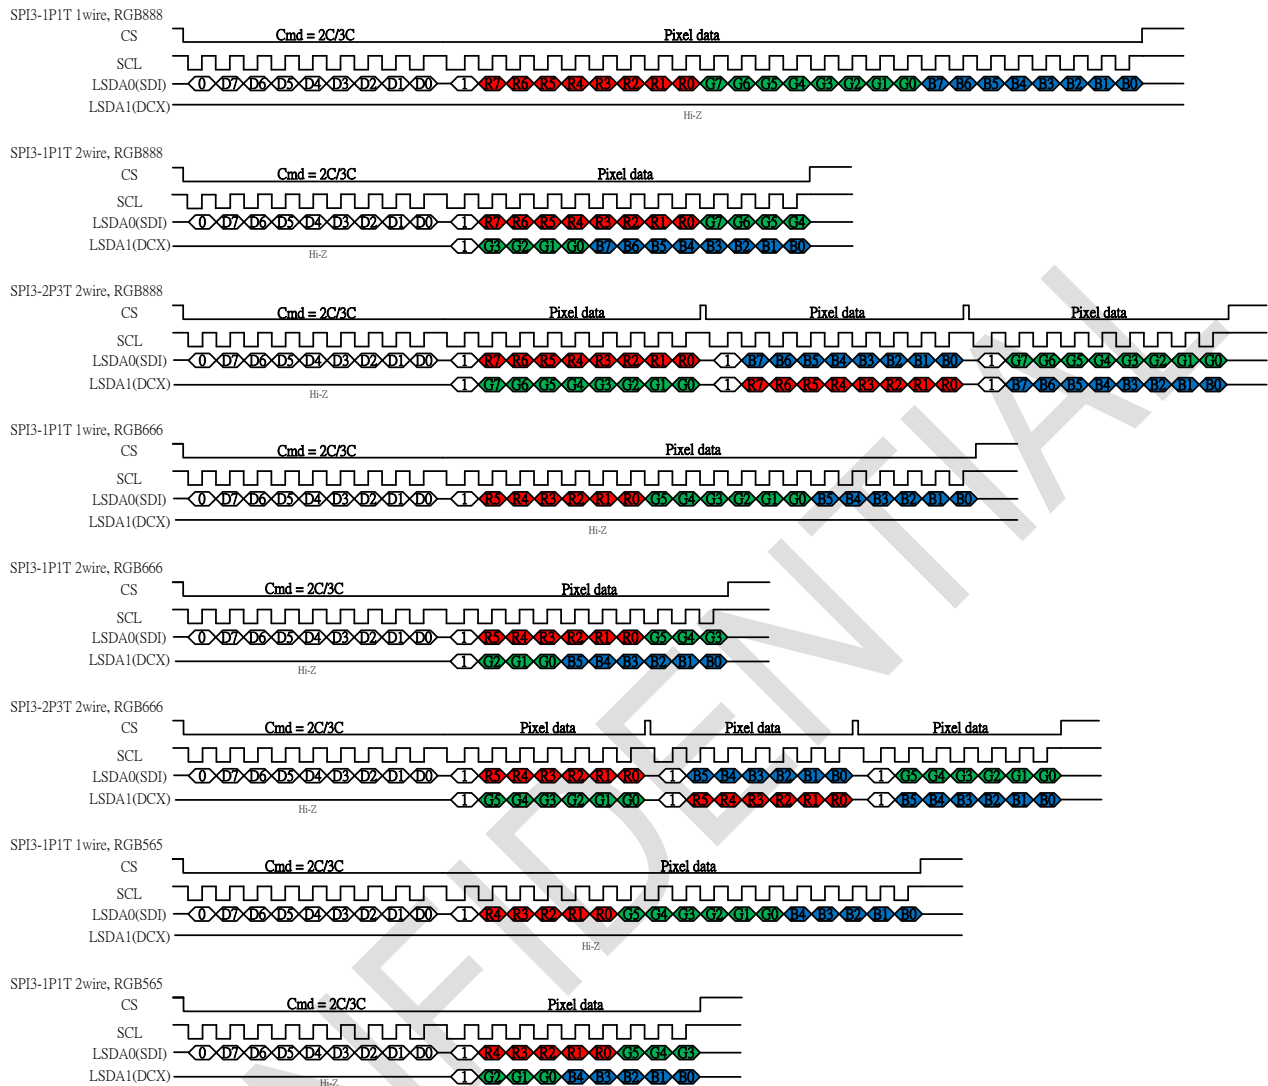 SPI3-1P1T 1wire, RGB888
CS Cmd = 2C/3C Pixel data
SCL
LSDA0(SDI) 0 D7 D6 D5 D4 D3 D2 D1 D0 1 R7 R6 R5 R4 R3 R2 R1 R0 G7 G6 G5 G4 G3 G2 G1 G0 B7 B6 B5 B4 B3 B2 B1 B0
LSDA1(DCX)
Hi-Z
SPI3-1P1T 2wire, RGB888
CS Cmd = 2C/3C Pixel data
SCL
LSDA0(SDI) 0 D7 D6 D5 D4 D3 D2 D1 D0 1 R7 R6 R5 R4 R3 R2 R1 R0 G7 G6 G5 G4
LSDA1(DCX) 1 G3 G2 G1 G0 B7 B6 B5 B4 B3 B2 B1 B0
Hi-Z
SPI3-2P3T 2wire, RGB888
CS Cmd = 2C/3C Pixel data Pixel data Pixel data
SCL
LSDA0(SDI) 0 D7 D6 D5 D4 D3 D2 D1 D0 1 R7 R6 R5 R4 R3 R2 R1 R0 1 B7 B6 B5 B4 B3 B2 B1 B0 1 G7 G6 G5 G4 G3 G2 G1 G0
LSDA1(DCX) 1 G7 G6 G5 G4 G3 G2 G1 G0 1 R7 R6 R5 R4 R3 R2 R1 R0 1 B7 B6 B5 B4 B3 B2 B1 B0
Hi-Z
SPI3-1P1T 1wire, RGB666
CS Cmd = 2C/3C Pixel data
SCL
LSDA0(SDI) 0 D7 D6 D5 D4 D3 D2 D1 D0 1 R5 R4 R3 R2 R1 R0 G5 G4 G3 G2 G1 G0 B5 B4 B3 B2 B1 B0
LSDA1(DCX)
Hi-Z
SPI3-1P1T 2wire, RGB666
CS Cmd = 2C/3C Pixel data
SCL
LSDA0(SDI) 0 D7 D6 D5 D4 D3 D2 D1 D0 1 R5 R4 R3 R2 R1 R0 G5 G4 G3
LSDA1(DCX) 1 G2 G1 G0 B5 B4 B3 B2 B1 B0
Hi-Z
SPI3-2P3T 2wire, RGB666
CS Cmd = 2C/3C Pixel data Pixel data Pixel data
SCL
LSDA0(SDI) 0 D7 D6 D5 D4 D3 D2 D1 D0 1 R5 R4 R3 R2 R1 R0 1 B5 B4 B3 B2 B1 B0 1 G5 G4 G3 G2 G1 G0
LSDA1(DCX) 1 G5 G4 G3 G2 G1 G0 1 R5 R4 R3 R2 R1 R0 1 B5 B4 B3 B2 B1 B0
Hi-Z
SPI3-1P1T 1wire, RGB565
CS Cmd = 2C/3C Pixel data
SCL
LSDA0(SDI) 0 D7 D6 D5 D4 D3 D2 D1 D0 1 R4 R3 R2 R1 R0 G5 G4 G3 G2 G1 G0 B4 B3 B2 B1 B0
LSDA1(DCX)
Hi-Z
SPI3-1P1T 2wire, RGB565
CS Cmd = 2C/3C Pixel data
SCL
LSDA0(SDI) 0 D7 D6 D5 D4 D3 D2 D1 D0 1 R4 R3 R2 R1 R0 G5 G4 G3
LSDA1(DCX) 1 G2 G1 G0 B4 B3 B2 B1 B0
Hi-Z
NFIDENTIAL